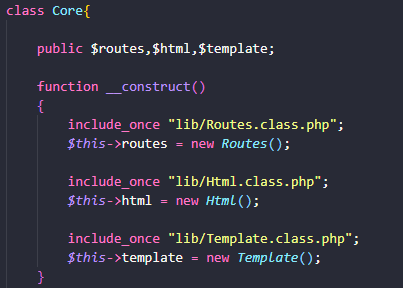 class Core{
public $routes,$html,$template;
function __construct()
{
include_once "lib/Routes.class.php";
$this->routes = new Routes();
include_once "lib/Html.class.php";
$this->html = new Html();
include_once "lib/Template.class.php";
$this->template = new Template();
}